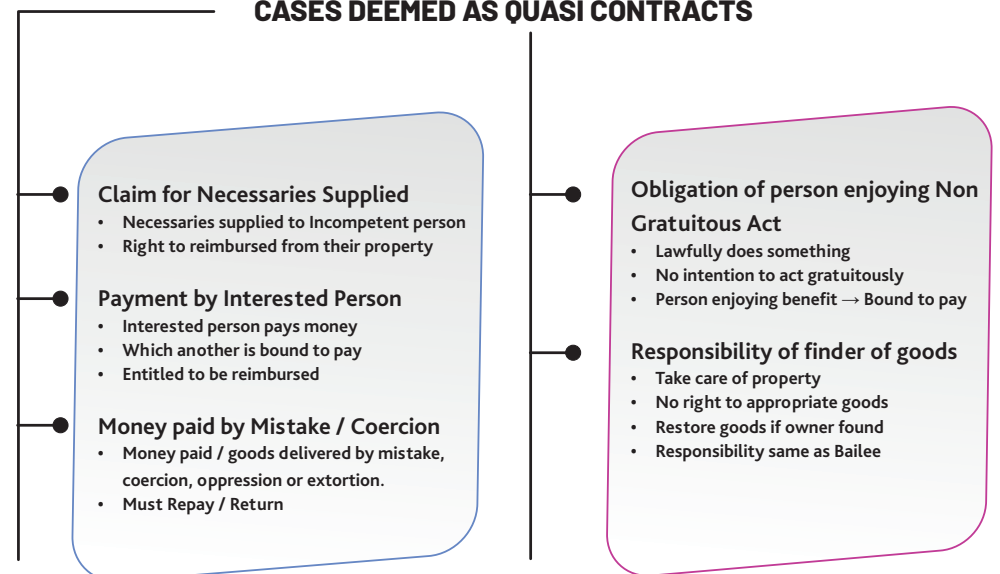 CASES DEEMED AS QUASI CONTRACTS
Claim for Necessaries Supplied
• Necessaries supplied to Incompetent person
• Right to reimbursed from their property
Payment by Interested Person
• Interested person pays money
• Which another is bound to pay
• Entitled to be reimbursed
Money paid by Mistake / Coercion
• Money paid / goods delivered by mistake,
coercion, oppression or extortion.
• Must Repay / Return
Obligation of person enjoying Non
Gratuitous Act
• Lawfully does something
• No intention to act gratuitously
• Person enjoying benefit → Bound to pay
Responsibility of finder of goods
• Take care of property
• No right to appropriate goods
• Restore goods if owner found
• Responsibility same as Bailee